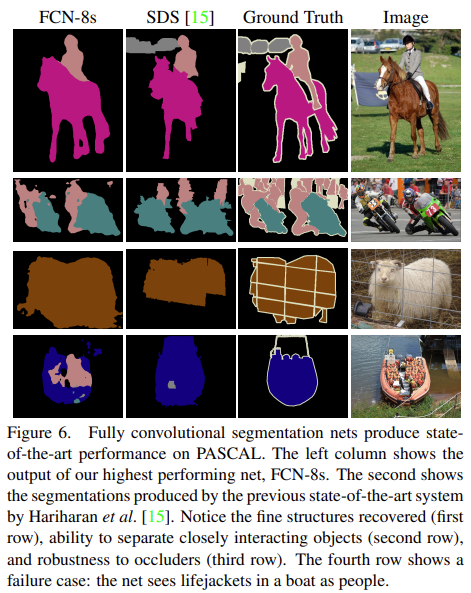 FCN-8s SDS [15] Ground Truth Image
Figure 6. Fully convolutional segmentation nets produce state-
of-the-art performance on PASCAL. The left column shows the
output of our highest performing net, FCN-8s. The second shows
the segmentations produced by the previous state-of-the-art system
by Hariharan et al. [15]. Notice the fine structures recovered (first
row), ability to separate closely interacting objects (second row),
and robustness to occluders (third row). The fourth row shows a
failure case: the net sees lifejackets in a boat as people.